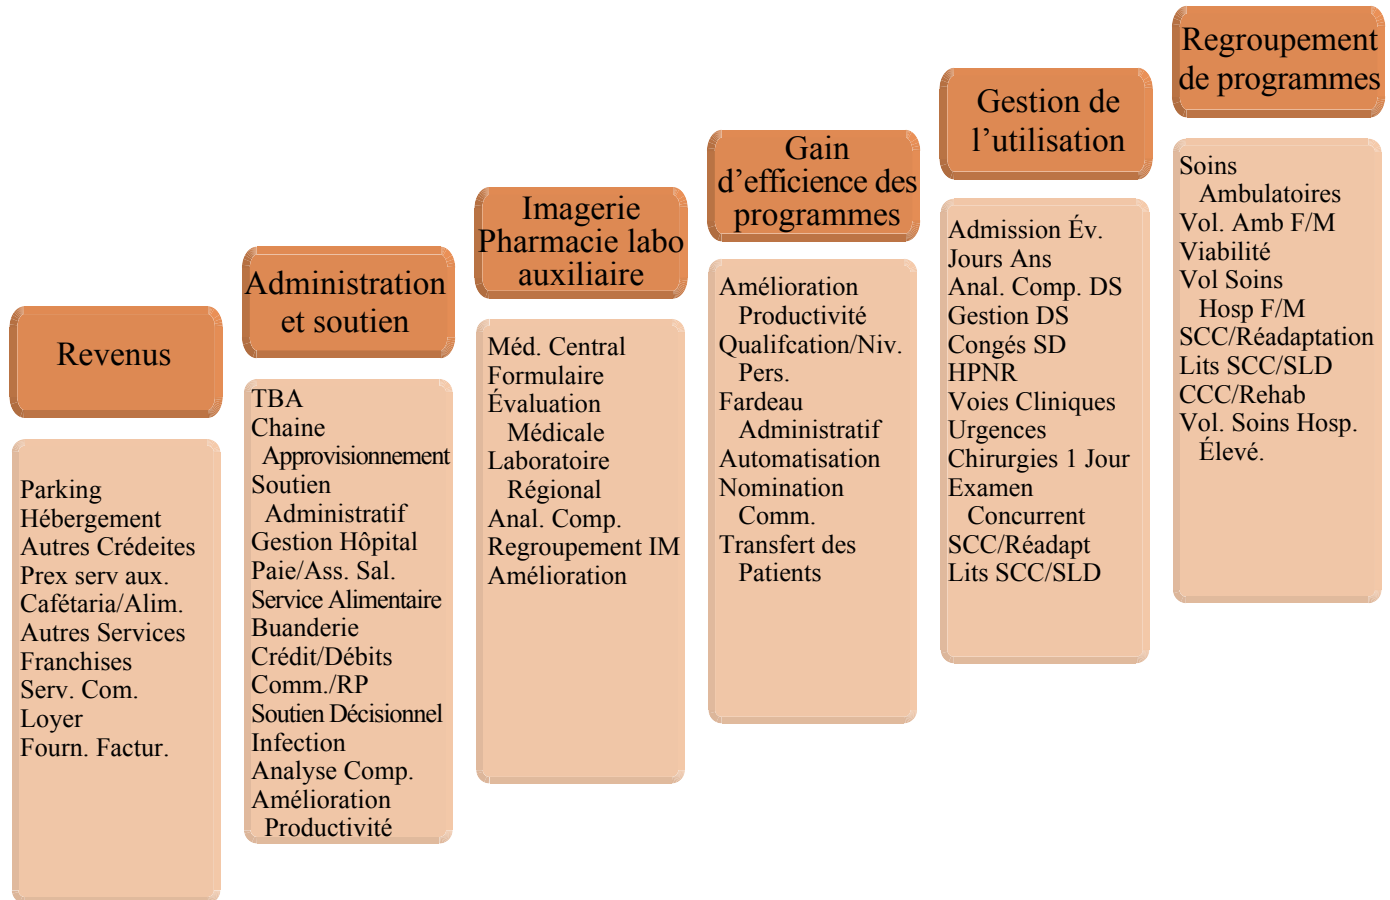 Revenus
Parking
Hébergement
Autres Crédeites
Prex serv aux.
Cafétaria/Alim.
Autres Services
Franchises
Serv. Com.
Loyer
Fourn. Factur.
Administration
et soutien
TBA
Chaine
Approvisionnement
Soutien
Administratif
Gestion Hôpital
Paie/Ass. Sal.
Service Alimentaire
Buanderie
Crédit/Débits
Comm./RP
Soutien Décisionnel
Infection
Analyse Comp.
Amélioration
Productivité
Imagerie
Pharmacie labo
auxiliaire
Méd. Central
Formulaire
Évaluation
Médicale
Laboratoire
Régional
Anal. Comp.
Regroupement IM
Amélioration
Gain
d’efficience des
programmes
Amélioration
Productivité
Qualifcation/Niv.
Pers.
Fardeau
Administratif
Automatisation
Nomination
Comm.
Transfert des
Patients
Gestion de
l’utilisation
Admission Év.
Jours Ans
Anal. Comp. DS
Gestion DS
Congés SD
HPNR
Voies Cliniques
Urgences
Chirurgies 1 Jour
Examen
Concurrent
SCC/Réadapt
Lits SCC/SLD
Regroupement
de programmes
Soins
Ambulatoires
Vol. Amb F/M
Viabilité
Vol Soins
Hosp F/M
SCC/Réadaptation
Lits SCC/SLD
CCC/Rehab
Vol. Soins Hosp.
Élevé.